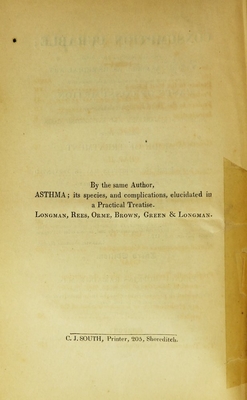 By the same Author,
ASTHMA; its species, and complications, elucidated in
a Practical Treatise.
LONGMAN, REES, ORME, BROWN, GREEN & LONGMAN.
C. J. SOUTH, Printer, 205, Shoreditch.